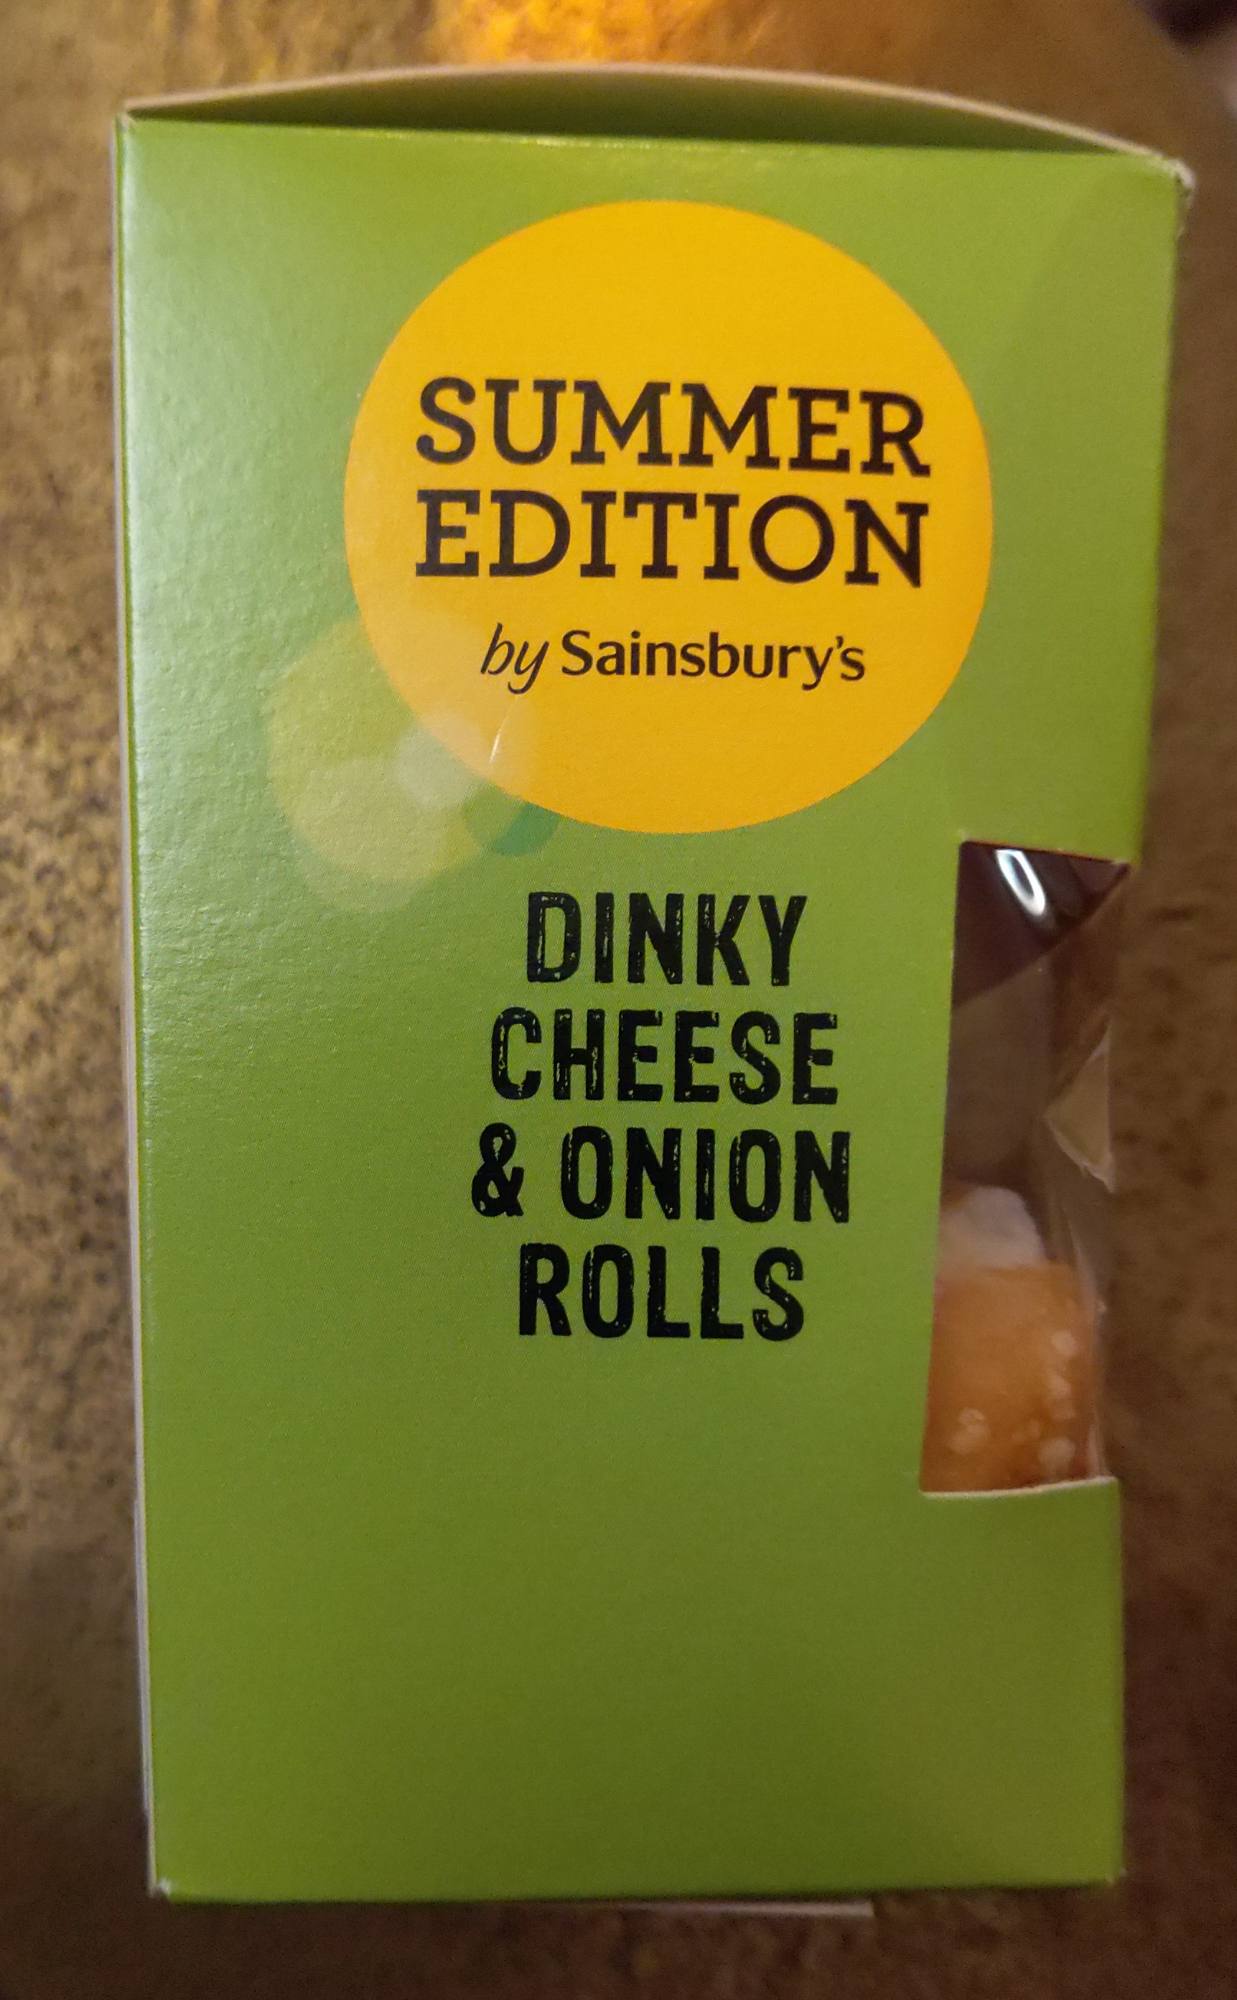 SUMMER
EDITION
by Sainsbury's
DINKY
CHEESE
& ONION
ROLLS